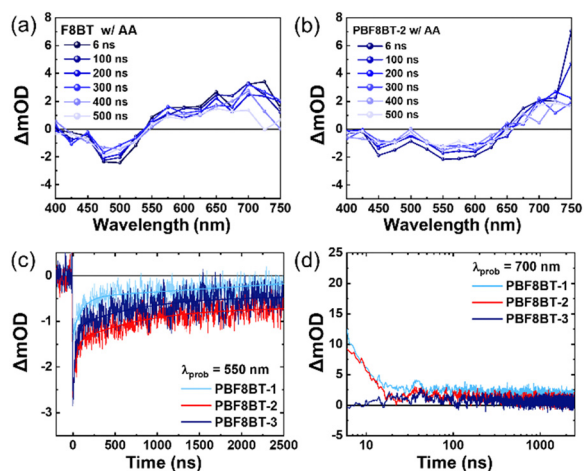 (a)
F8BT w/ AA
6 ns
100 ns
200 ns
300 ns
400 ns
500 ns
ΔmOD
8
6
4
2
0
-2
-4
-6
400 450 500 550 600 650 700 750
Wavelength (nm)
(b)
PBF8BT-2 w/ AA
6 ns
100 ns
200 ns
300 ns
400 ns
500 ns
ΔmOD
8
6
4
2
0
-2
-4
-6
400 450 500 550 600 650 700 750
Wavelength (nm)
(c)
ΔmOD
0
-1
-2
-3
λprob = 550 nm
PBF8BT-1
PBF8BT-2
PBF8BT-3
0 500 1000 1500 2000 2500
Time (ns)
(d)
λprob = 700 nm
PBF8BT-1
PBF8BT-2
PBF8BT-3
ΔmOD
25
20
15
10
5
0
-5
10 100 1000
Time (ns)